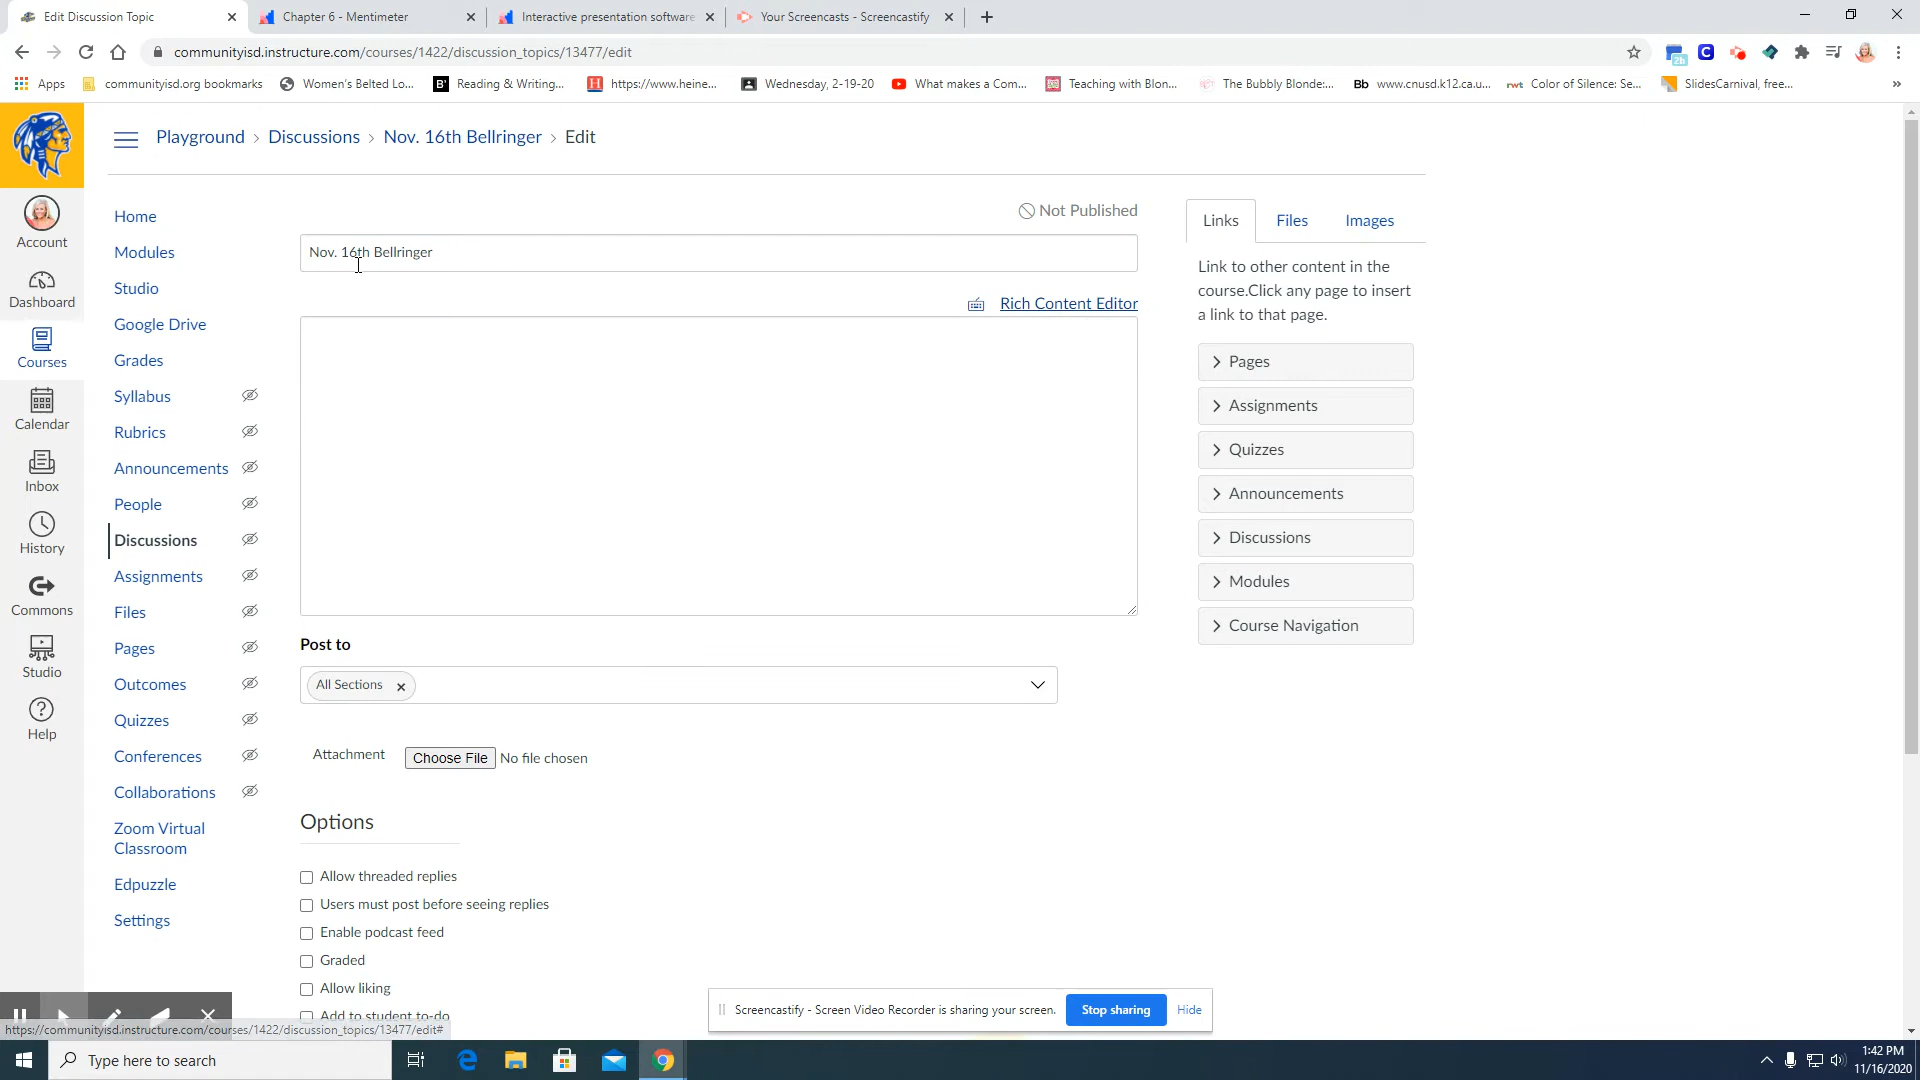 Edit Discussion Topic
Chapter 6 - Mentimeter
Interactive presentation software
Your Screencasts - Screencastify
communityisd.instructure.com/courses/1422/discussion_topics/13477/edit
2h
Apps
communityisd.org bookmarks
Women's Belted Lo...
Reading & Writing...
https://www.heine...
Wednesday, 2-19-20
What makes a Com...
Teaching with Blon...
The Bubbly Blonde:...
Bb www.cnusd.k12.ca.u...
rwt Color of Silence: Se...
SlidesCarnival, free...
Playground > Discussions > Nov. 16th Bellringer > Edit
Account
Dashboard
Courses
Calendar
Inbox
History
Commons
Studio
Help
Home
Modules
Studio
Google Drive
Grades
Syllabus
Rubrics
Announcements
People
Discussions
Assignments
Files
Pages
Outcomes
Quizzes
Conferences
Collaborations
Zoom Virtual
Classroom
Edpuzzle
Settings
Not Published
Nov. 16th Bellringer
Rich Content Editor
Post to
All Sections
Attachment
Choose File No file chosen
Options
Allow threaded replies
Users must post before seeing replies
Enable podcast feed
Graded
Allow liking
Add to student to-do
Links
Files
Images
Link to other content in the
course.Click any page to insert
a link to that page.
Pages
Assignments
Quizzes
Announcements
Discussions
Modules
Course Navigation
Screencastify - Screen Video Recorder is sharing your screen.
Stop sharing
Hide
https://communityisd.instructure.com/courses/1422/discussion_topics/13477/edit#
Type here to search
1:42 PM
11/16/2020